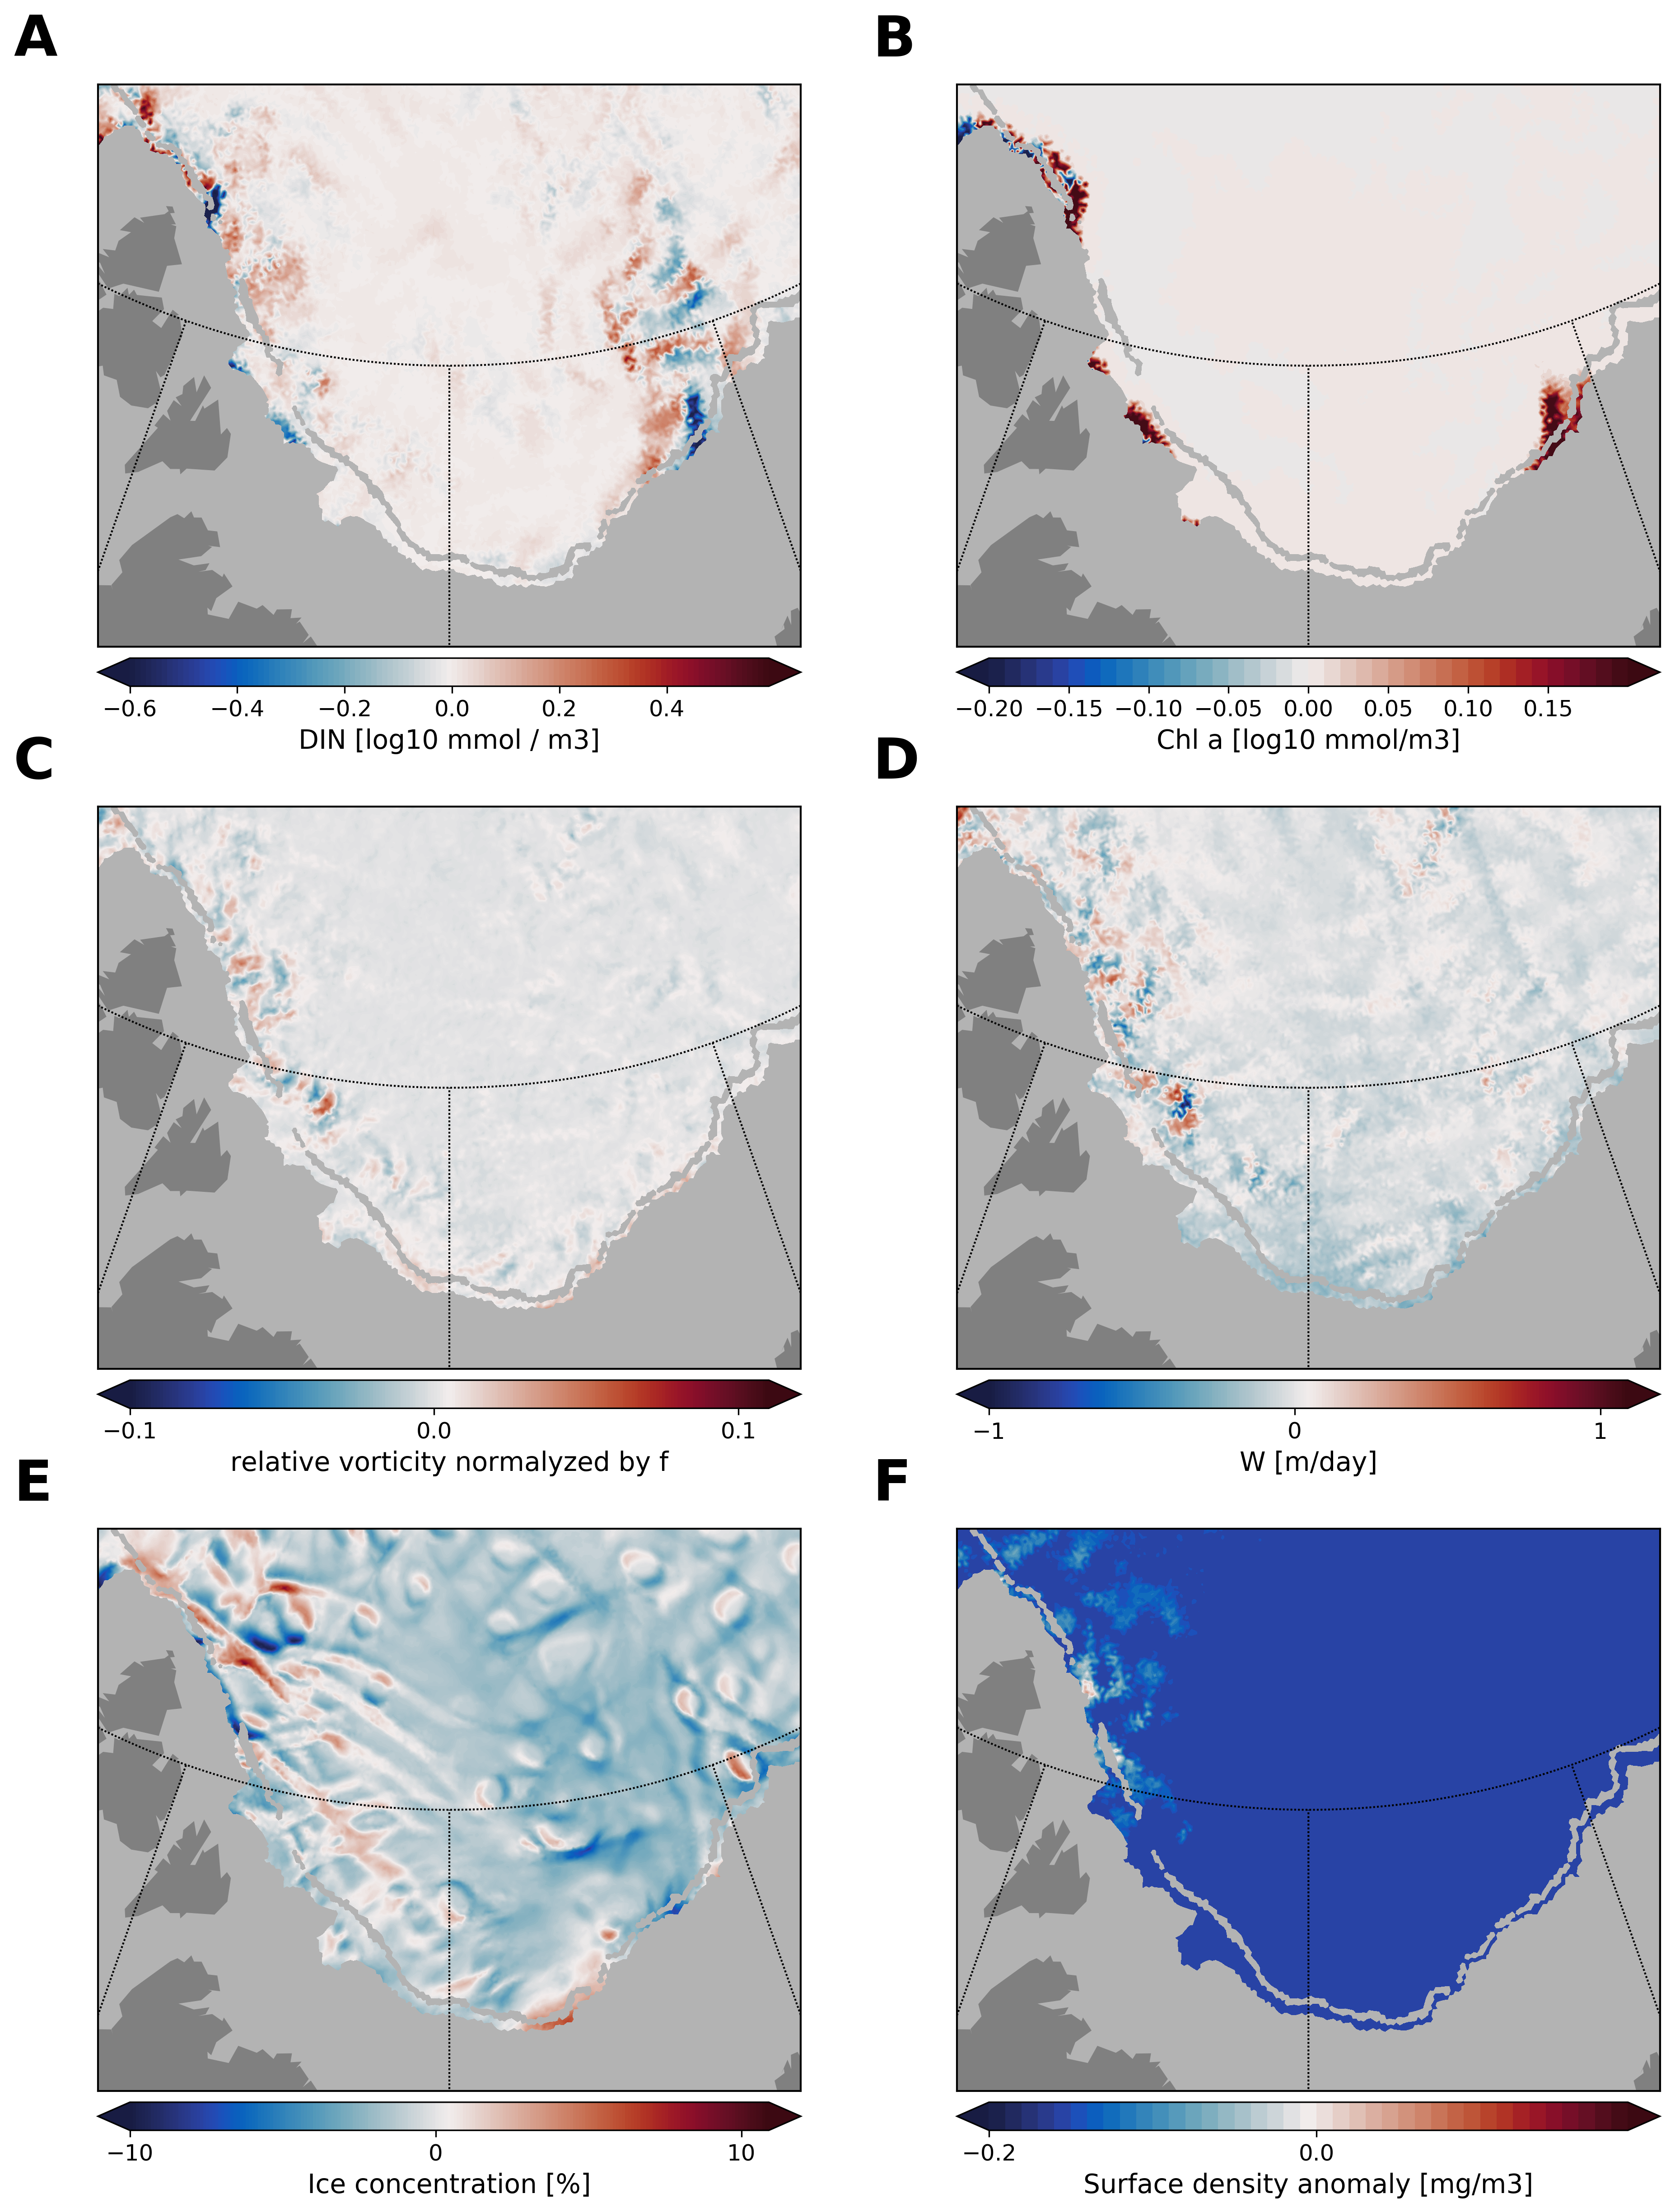 A
B
−0.6 −0.4 −0.2 0.0 0.2 0.4
DIN [log10 mmol / m3]
−0.20 −0.15 −0.10 −0.05 0.00 0.05 0.10 0.15
Chl a [log10 mmol/m3]
C
D
−0.1 0.0 0.1
relative vorticity normalyzed by f
−1 0 1
W [m/day]
E
F
−10 0 10
Ice concentration [%]
−0.2 0.0
Surface density anomaly [mg/m3]